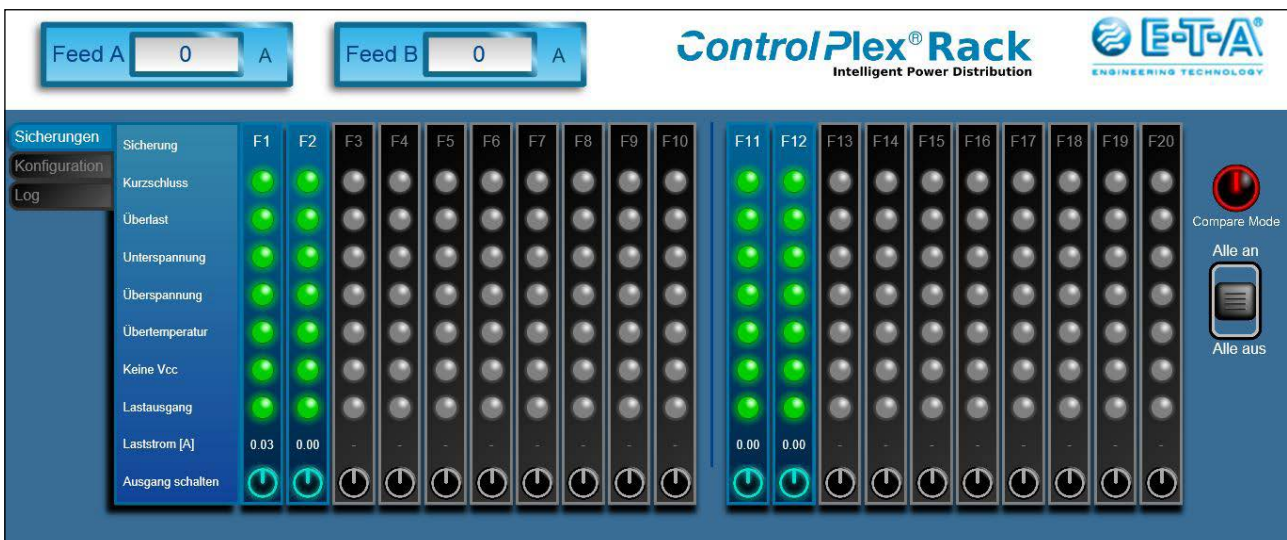 Feed A 0 A
Feed B 0 A
ControlPlex® Rack
Intelligent Power Distribution
E-T-A®
ENGINEERING TECHNOLOGY
Sicherungen
Konfiguration
Log
Sicherung F1 F2 F3 F4 F5 F6 F7 F8 F9 F10 F11 F12 F13 F14 F15 F16 F17 F18 F19 F20
Kurzschluss
Überlast
Unterspannung
Überspannung
Übertemperatur
Keine Vcc
Lastausgang
Laststrom [A] 0.03 0.00 - - - - - - - - 0.00 0.00 - - - - - - - -
Ausgang schalten
Compare Mode
Alle an
Alle aus